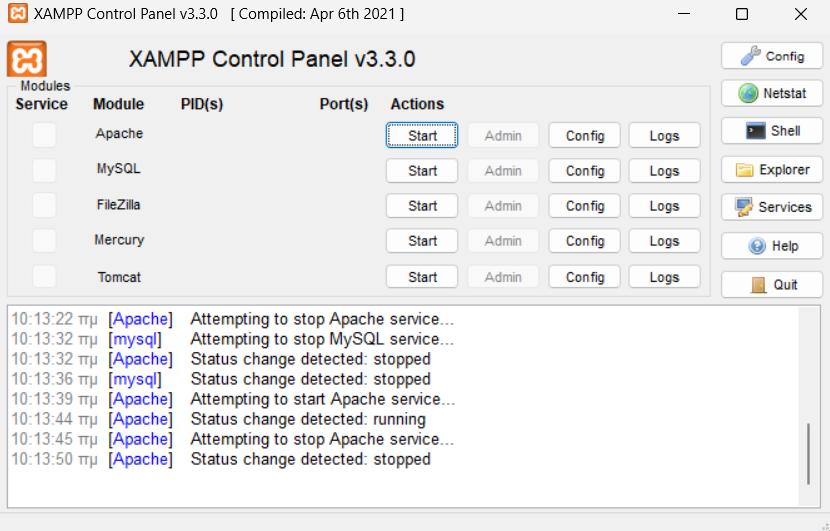 XAMPP Control Panel v3.3.0 [ Compiled: Apr 6th 2021 ]
XAMPP Control Panel v3.3.0
Config
Modules
Service Module PID(s) Port(s) Actions
Netstat
Apache Start Admin Config Logs
Shell
MySQL Start Admin Config Logs
Explorer
FileZilla Start Admin Config Logs
Services
Mercury Start Admin Config Logs
Help
Tomcat Start Admin Config Logs
Quit
10:13:22 πμ [Apache] Attempting to stop Apache service...
10:13:32 πμ [mysql] Attempting to stop MySQL service...
10:13:32 πμ [Apache] Status change detected: stopped
10:13:36 πμ [mysql] Status change detected: stopped
10:13:39 πμ [Apache] Attempting to start Apache service...
10:13:44 πμ [Apache] Status change detected: running
10:13:45 πμ [Apache] Attempting to stop Apache service...
10:13:50 πμ [Apache] Status change detected: stopped